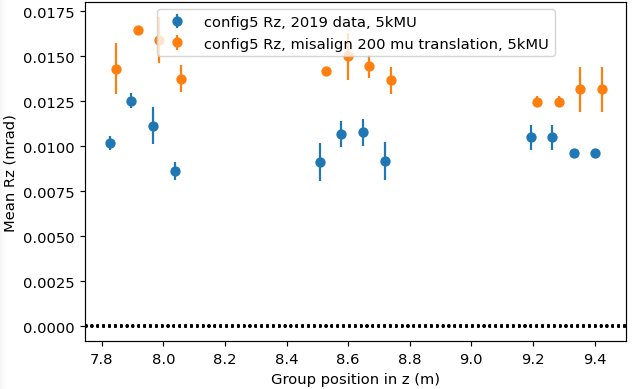 config5 Rz, 2019 data, 5kMU
config5 Rz, misalign 200 mu translation, 5kMU
Mean Rz (mrad)
0.0175
0.0150
0.0125
0.0100
0.0075
0.0050
0.0025
0.0000
7.8 8.0 8.2 8.4 8.6 8.8 9.0 9.2 9.4
Group position in z (m)